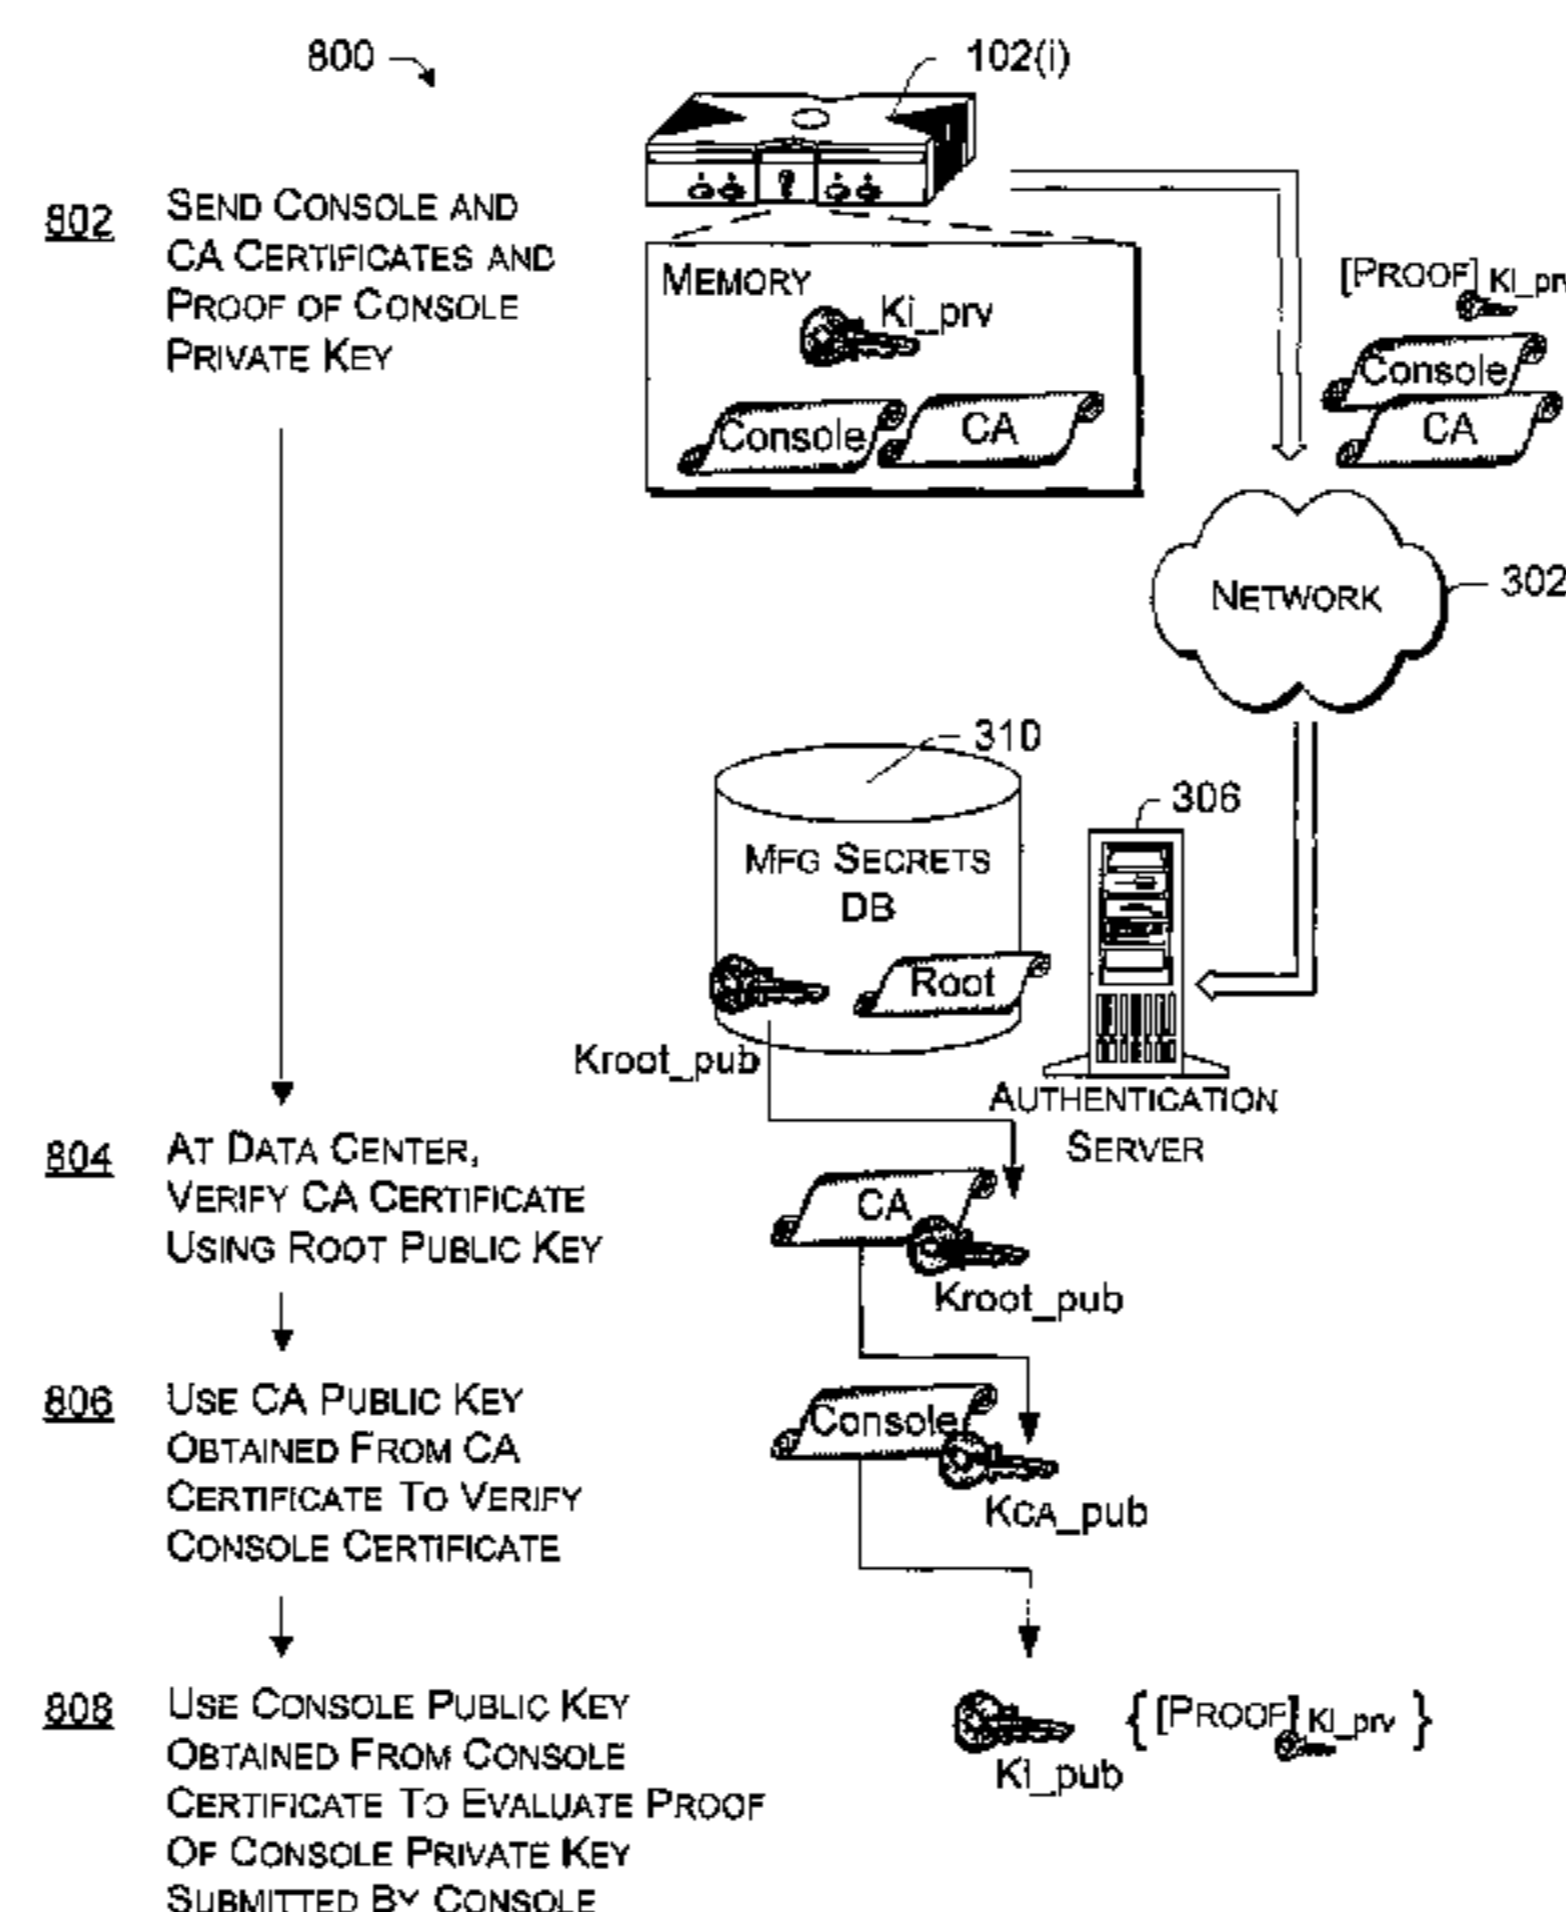 800
102(i)
802
SEND CONSOLE AND
CA CERTIFICATES AND
PROOF OF CONSOLE
PRIVATE KEY
MEMORY
Ki_prv
Console
CA
[PROOF] Ki_prv
Console
CA
NETWORK
302
310
MFG SECRETS
DB
Root
Kroot_pub
306
AUTHENTICATION
SERVER
804
AT DATA CENTER,
VERIFY CA CERTIFICATE
USING ROOT PUBLIC KEY
CA
Kroot_pub
806
USE CA PUBLIC KEY
OBTAINED FROM CA
CERTIFICATE TO VERIFY
CONSOLE CERTIFICATE
Console
KCA_pub
808
USE CONSOLE PUBLIC KEY
OBTAINED FROM CONSOLE
CERTIFICATE TO EVALUATE PROOF
OF CONSOLE PRIVATE KEY
SUBMITTED BY CONSOLE
Ki_pub
{ [PROOF] Ki_prv }